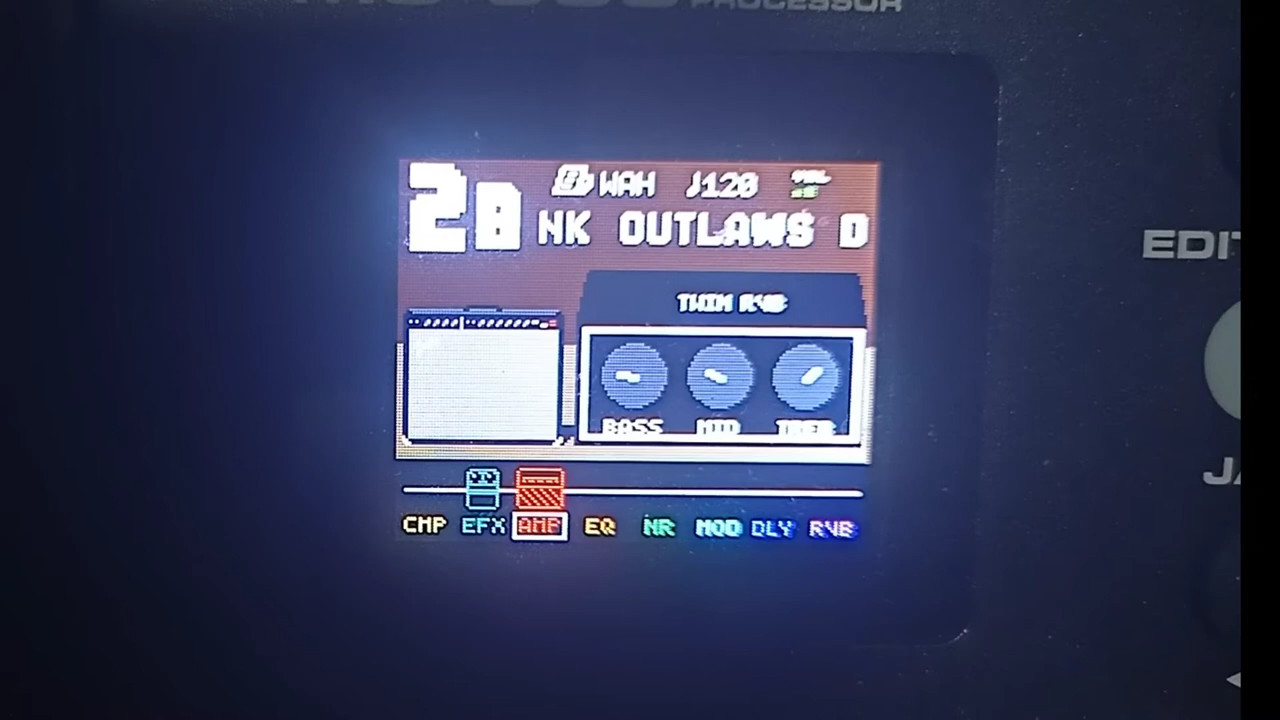 PROCESSOR
2B
WAH ♩120
NK OUTLAWS D
EDIT
TWIN RVB
BASS MID TREB
CMP EFX AMP EQ NR MOD DLY RVB